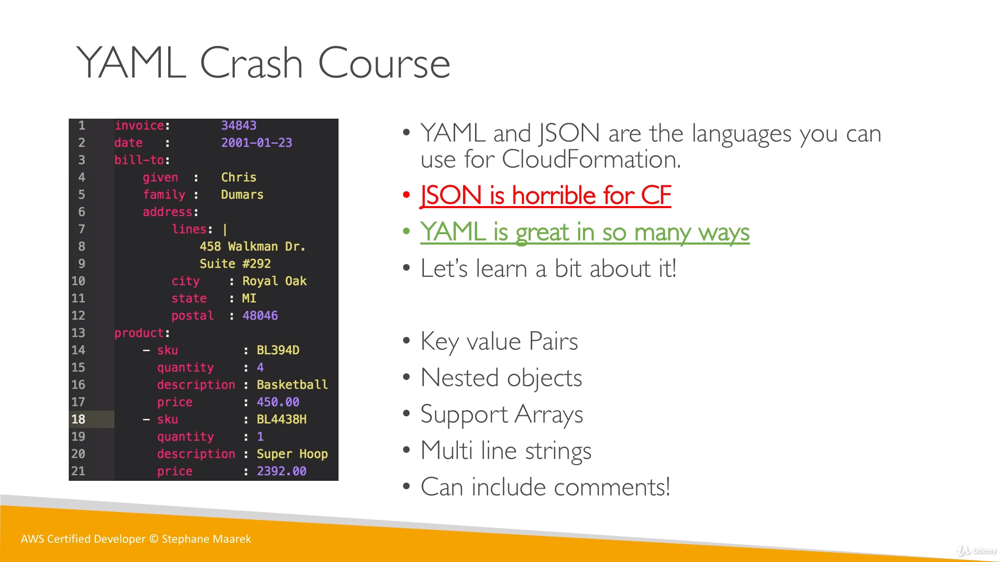 YAML Crash Course
1 invoice: 34843
2 date : 2001-01-23
3 bill-to:
4 given : Chris
5 family : Dumars
6 address:
7 lines: |
8 458 Walkman Dr.
9 Suite #292
10 city : Royal Oak
11 state : MI
12 postal : 48046
13 product:
14 - sku : BL394D
15 quantity : 4
16 description : Basketball
17 price : 450.00
18 - sku : BL4438H
19 quantity : 1
20 description : Super Hoop
21 price : 2392.00
• YAML and JSON are the languages you can
use for CloudFormation.
• JSON is horrible for CF
• YAML is great in so many ways
• Let’s learn a bit about it!
• Key value Pairs
• Nested objects
• Support Arrays
• Multi line strings
• Can include comments!
AWS Certified Developer © Stephane Maarek
Udemy